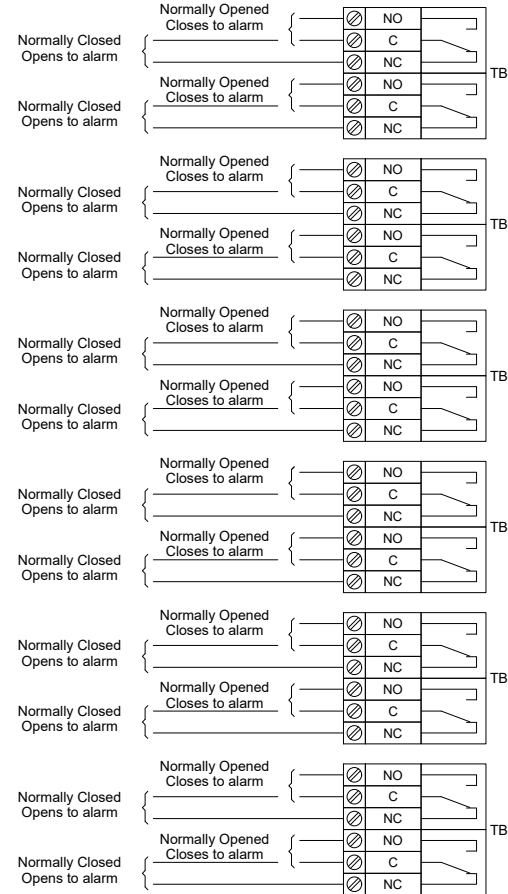 Normally Opened
Closes to alarm
NO
Normally Closed
Opens to alarm
C
NC
TB
Normally Opened
Closes to alarm
NO
Normally Closed
Opens to alarm
C
NC
Normally Opened
Closes to alarm
NO
Normally Closed
Opens to alarm
C
NC
TB
Normally Opened
Closes to alarm
NO
Normally Closed
Opens to alarm
C
NC
Normally Opened
Closes to alarm
NO
Normally Closed
Opens to alarm
C
NC
TB
Normally Opened
Closes to alarm
NO
Normally Closed
Opens to alarm
C
NC
Normally Opened
Closes to alarm
NO
Normally Closed
Opens to alarm
C
NC
TB
Normally Opened
Closes to alarm
NO
Normally Closed
Opens to alarm
C
NC
Normally Opened
Closes to alarm
NO
Normally Closed
Opens to alarm
C
NC
TB
Normally Opened
Closes to alarm
NO
Normally Closed
Opens to alarm
C
NC
Normally Opened
Closes to alarm
NO
Normally Closed
Opens to alarm
C
NC
TB
Normally Opened
Closes to alarm
NO
Normally Closed
Opens to alarm
C
NC